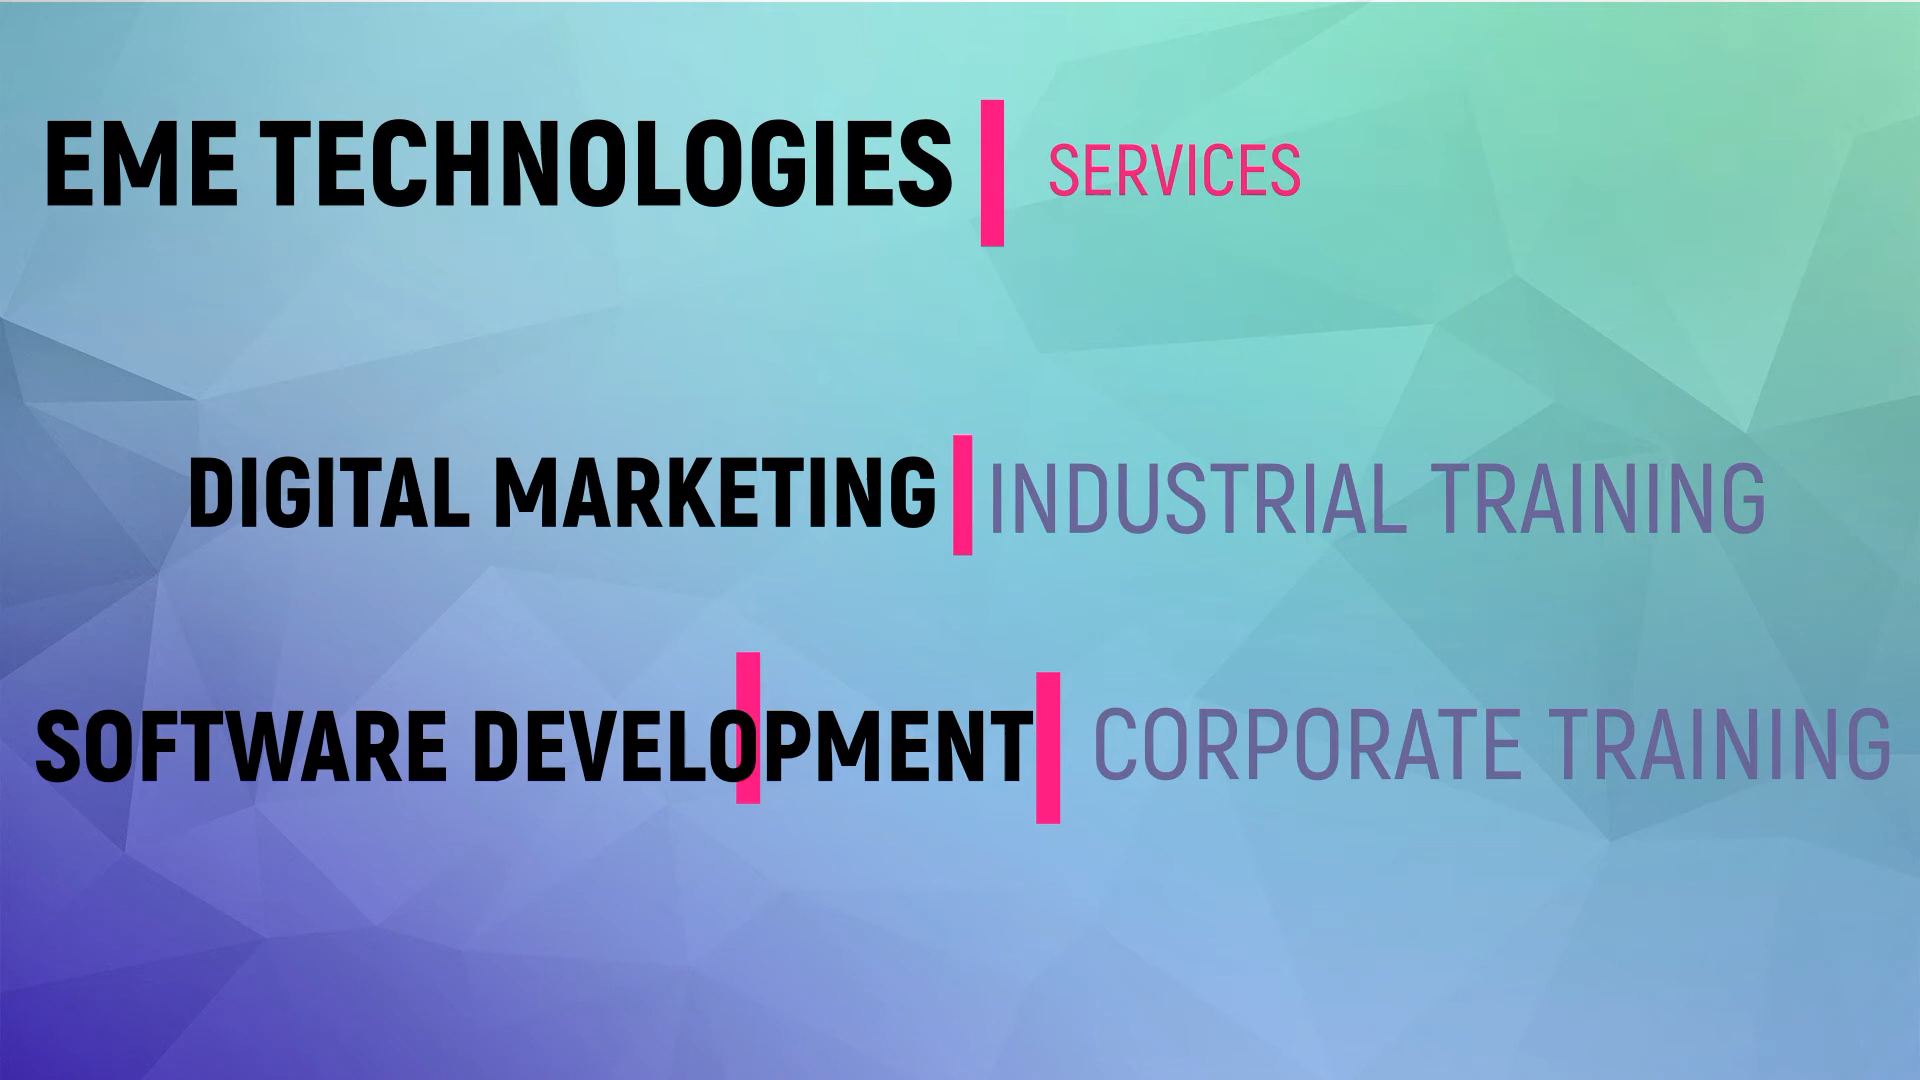 EME TECHNOLOGIES SERVICES
DIGITAL MARKETING INDUSTRIAL TRAINING
SOFTWARE DEVELOPMENT CORPORATE TRAINING